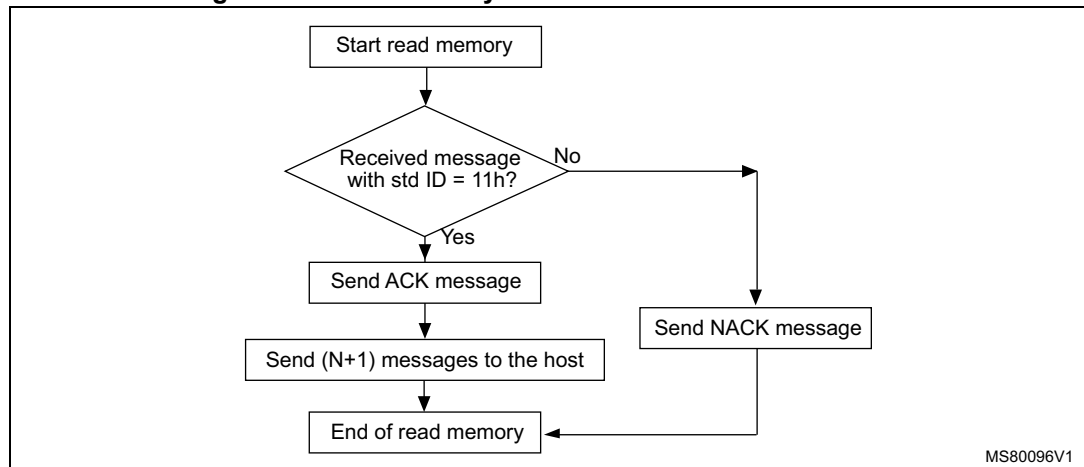 Start read memory
Received message
with std ID = 11h?
No
Yes
Send ACK message
Send NACK message
Send (N+1) messages to the host
End of read memory
MS80096V1